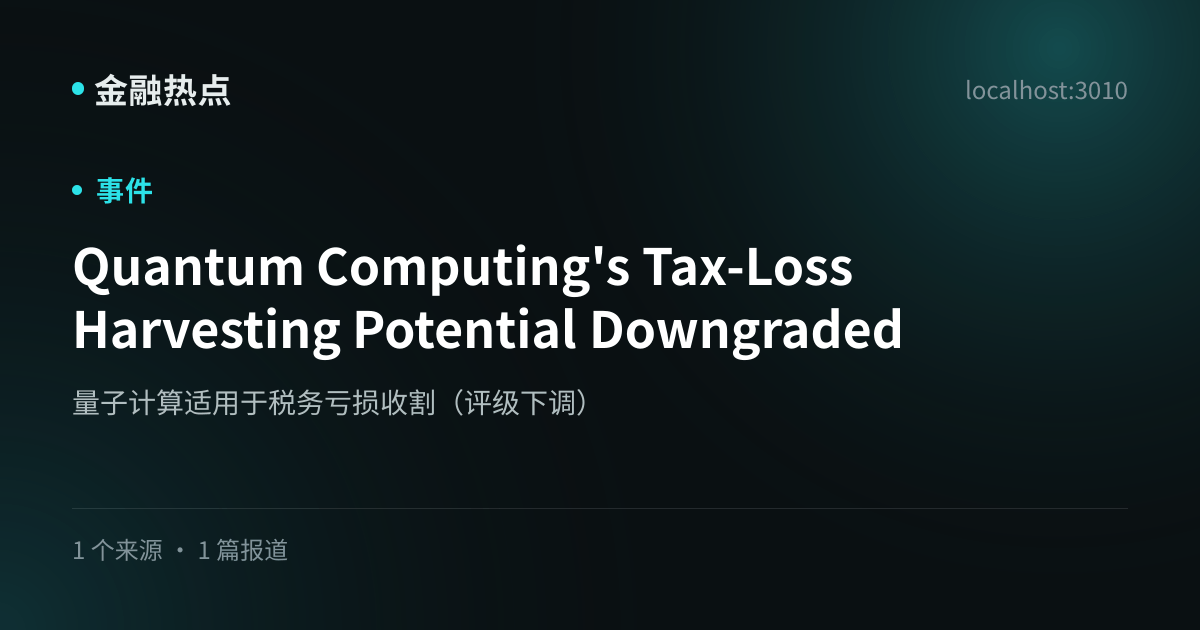 金融热点
localhost:3010
事件
Quantum Computing's Tax-Loss
Harvesting Potential Downgraded
量子计算适用于税务亏损收割（评级下调）
1 个来源 · 1 篇报道